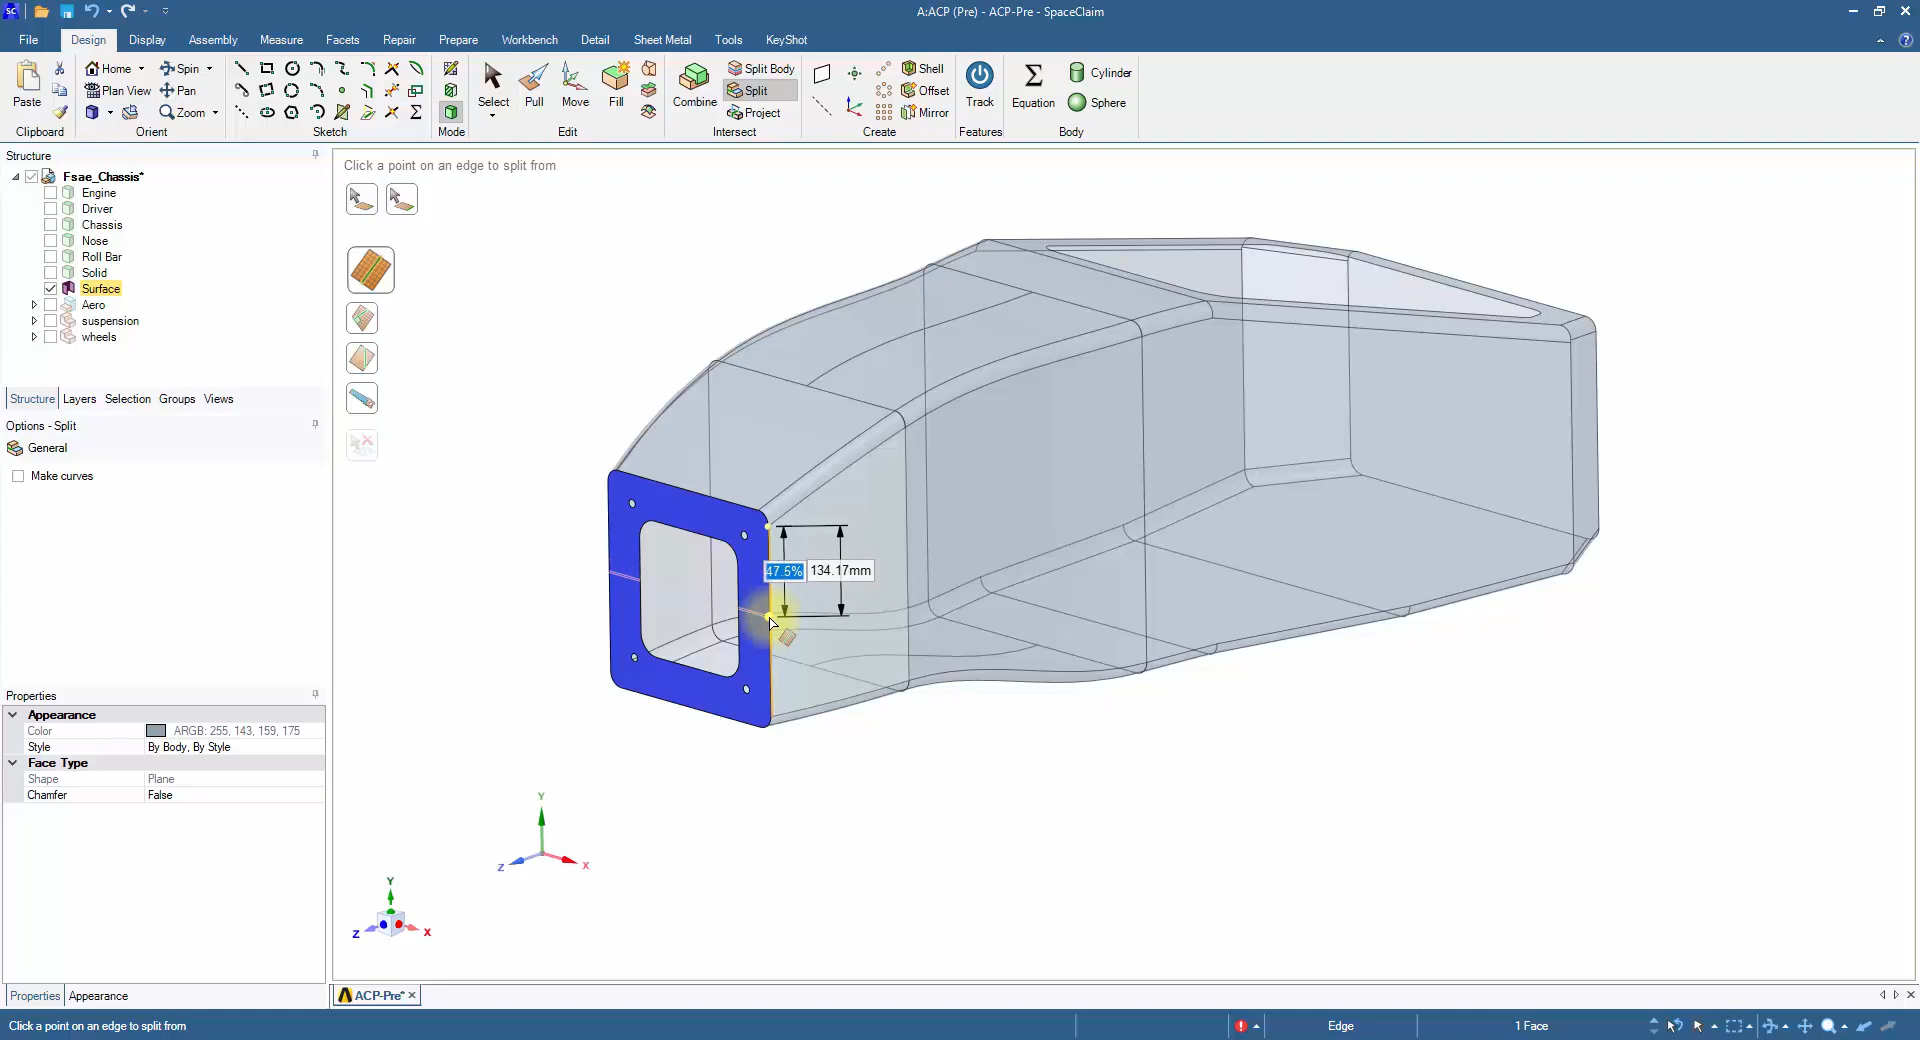 SC
A:ACP (Pre) - ACP-Pre - SpaceClaim
File Design Display Assembly Measure Facets Repair Prepare Workbench Detail Sheet Metal Tools KeyShot
Paste
Clipboard
Home
Plan View
Spin
Pan
Zoom
Orient
Sketch
Mode
Select
Pull
Move
Fill
Edit
Combine
Split Body
Split
Project
Intersect
Shell
Offset
Mirror
Create
Track
Features
Equation
Cylinder
Sphere
Body
Structure
Fsae_Chassis*
Engine
Driver
Chassis
Nose
Roll Bar
Solid
Surface
Aero
suspension
wheels
Structure Layers Selection Groups Views
Options - Split
General
Make curves
Properties
Appearance
Color ARGB: 255, 143, 159, 175
Style By Body, By Style
Face Type
Shape Plane
Chamfer False
Properties Appearance
Click a point on an edge to split from
47.5% 134.17mm
Y
Z
X
Y
Z
X
ACP-Pre*
Click a point on an edge to split from
Edge
1 Face